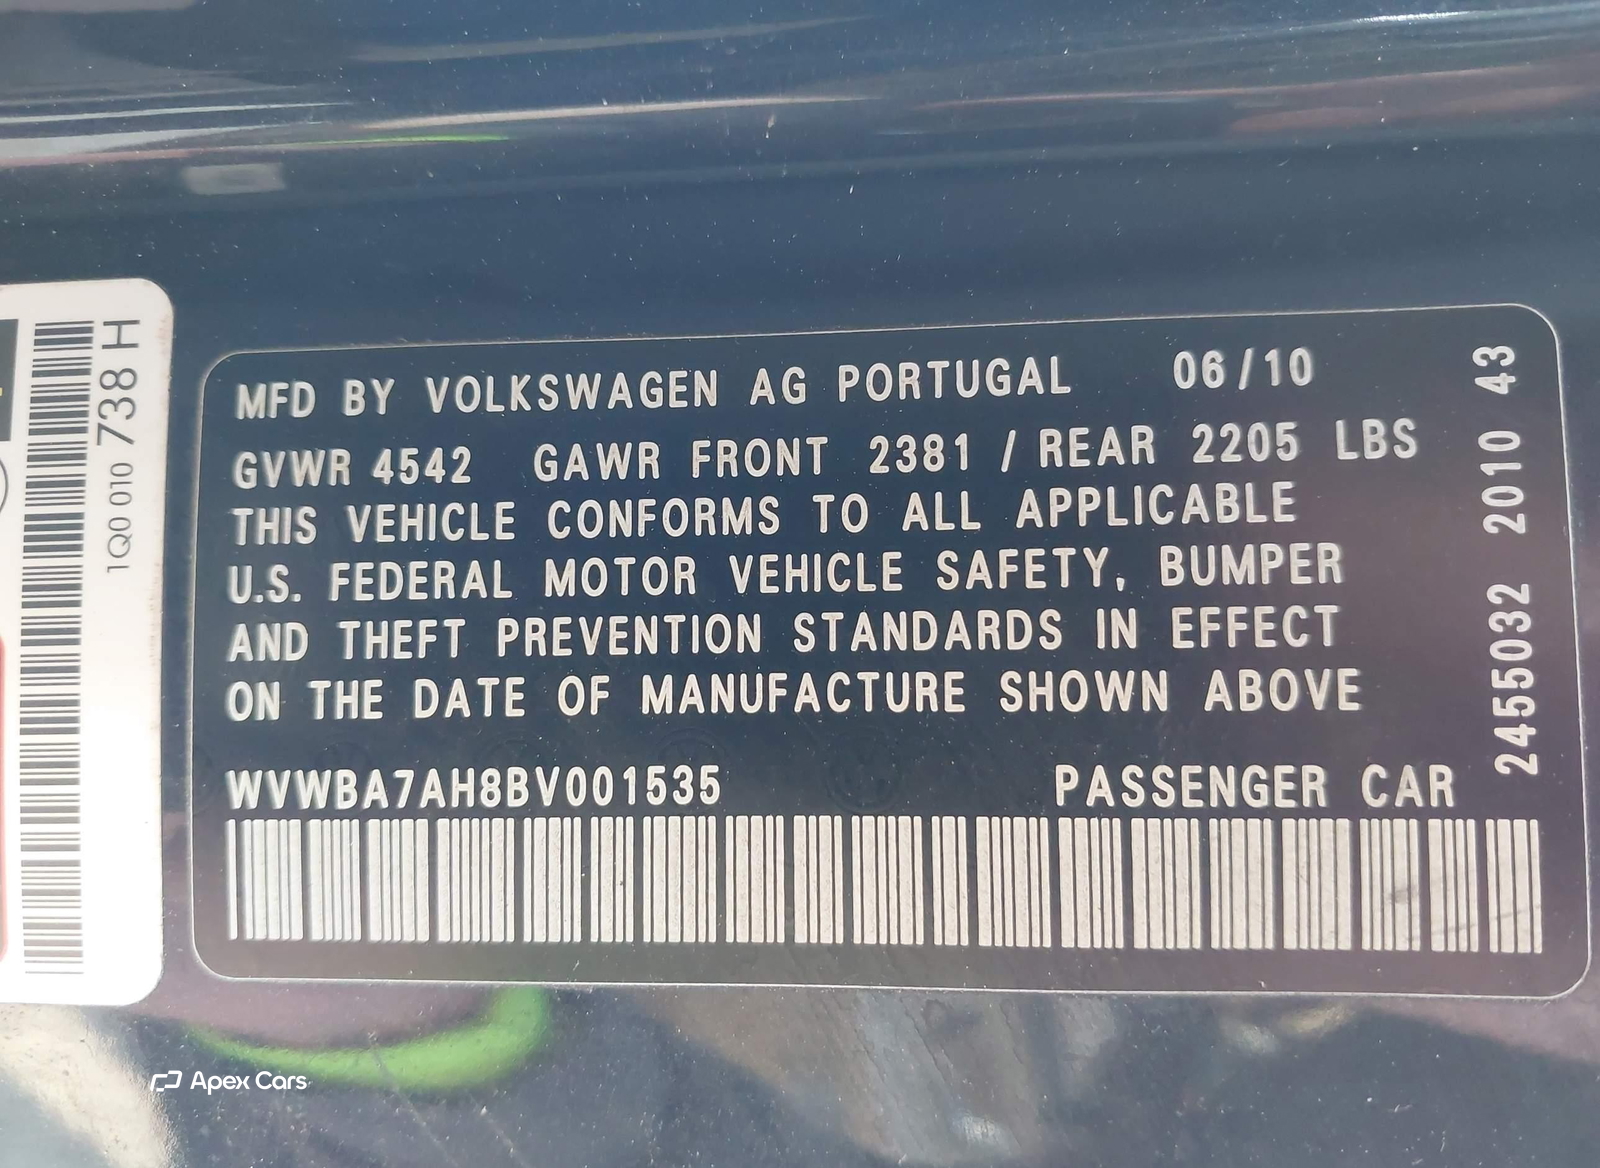 MFD BY VOLKSWAGEN AG PORTUGAL 06/10
GVWR 4542 GAWR FRONT 2381 / REAR 2205 LBS
THIS VEHICLE CONFORMS TO ALL APPLICABLE
U.S. FEDERAL MOTOR VEHICLE SAFETY, BUMPER
AND THEFT PREVENTION STANDARDS IN EFFECT
ON THE DATE OF MANUFACTURE SHOWN ABOVE
WVWBA7AH8BV001535 PASSENGER CAR
2455032 2010 43
1Q0 010 738 H
Apex Cars